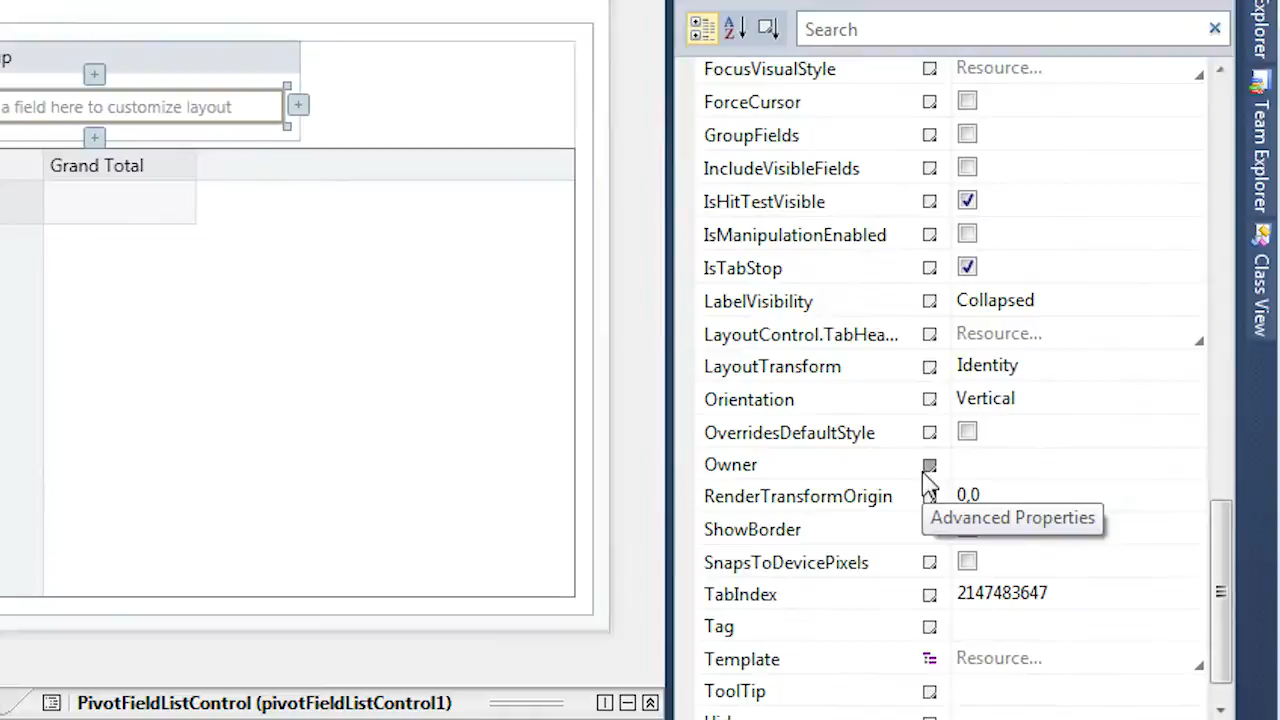 Search
p
a field here to customize layout
Grand Total
FocusVisualStyle Resource...
ForceCursor
GroupFields
IncludeVisibleFields
IsHitTestVisible
IsManipulationEnabled
IsTabStop
LabelVisibility Collapsed
LayoutControl.TabHea... Resource...
LayoutTransform Identity
Orientation Vertical
OverridesDefaultStyle
Owner
RenderTransformOrigin 0,0
Advanced Properties
ShowBorder
SnapsToDevicePixels
TabIndex 2147483647
Tag
Template Resource...
ToolTip
PivotFieldListControl (pivotFieldListControl1)
Explorer
Team Explorer
Class View